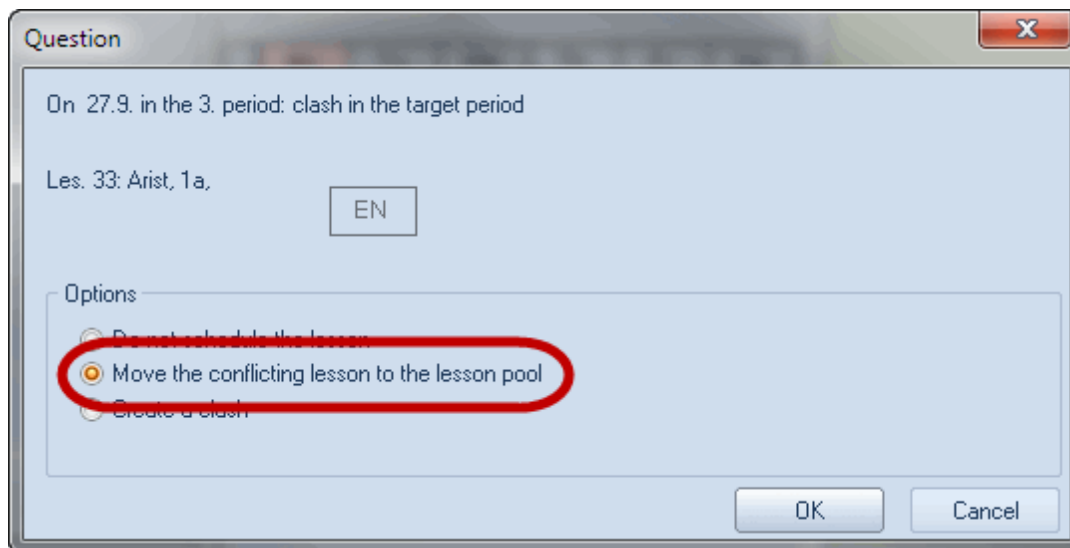 Question
On 27.9. in the 3. period: clash in the target period
Les. 33: Arist, 1a,
EN
Options
Do not schedule the lesson
Move the conflicting lesson to the lesson pool
Create a clash
OK
Cancel